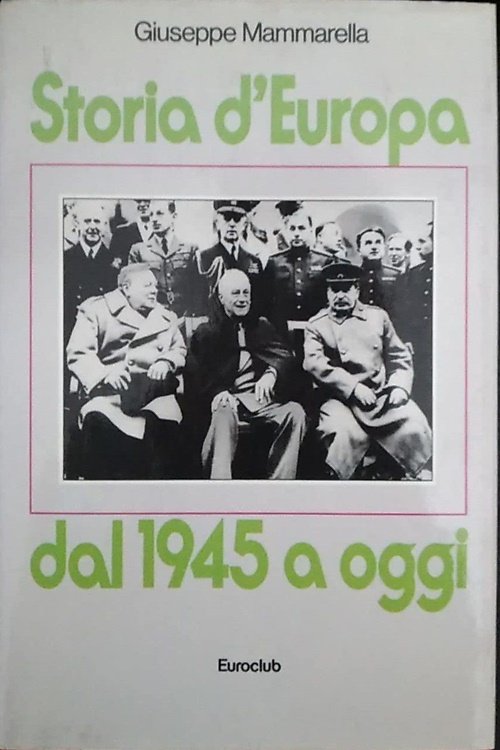 Giuseppe Mammarella
Storia d'Europa
dal 1945 a oggi
Euroclub